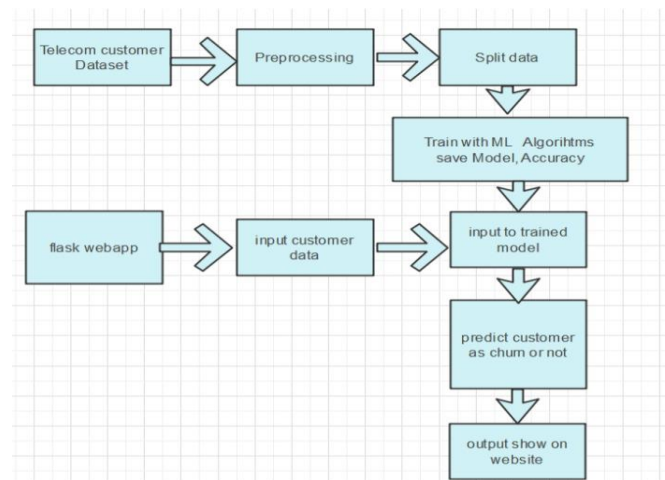 Telecom customer
Dataset
Preprocessing
Split data
Train with ML Algorihtms
save Model, Accuracy
flask webapp
input customer
data
input to trained
model
predict customer
as churn or not
output show on
website